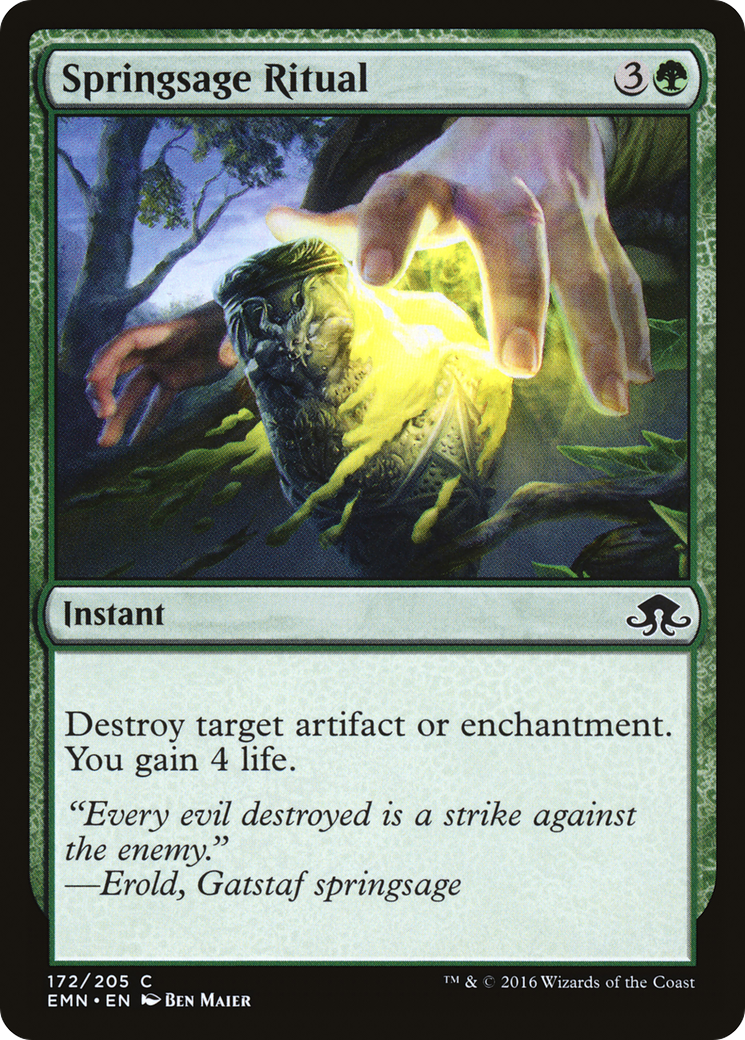 Springsage Ritual 3
Instant
Destroy target artifact or enchantment.
You gain 4 life.
“Every evil destroyed is a strike against
the enemy.”
—Erold, Gatstaf springsage
172/205 C
EMN • EN Ben Maier
™ & © 2016 Wizards of the Coast